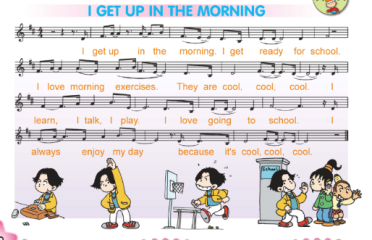 I GET UP IN THE MORNING
I get up in the morning. I get ready for school.
I love morning exercises. They are cool, cool, cool. I
learn, I talk, I play. I love going to school. I
always enjoy my day because it's cool, cool, cool.
School